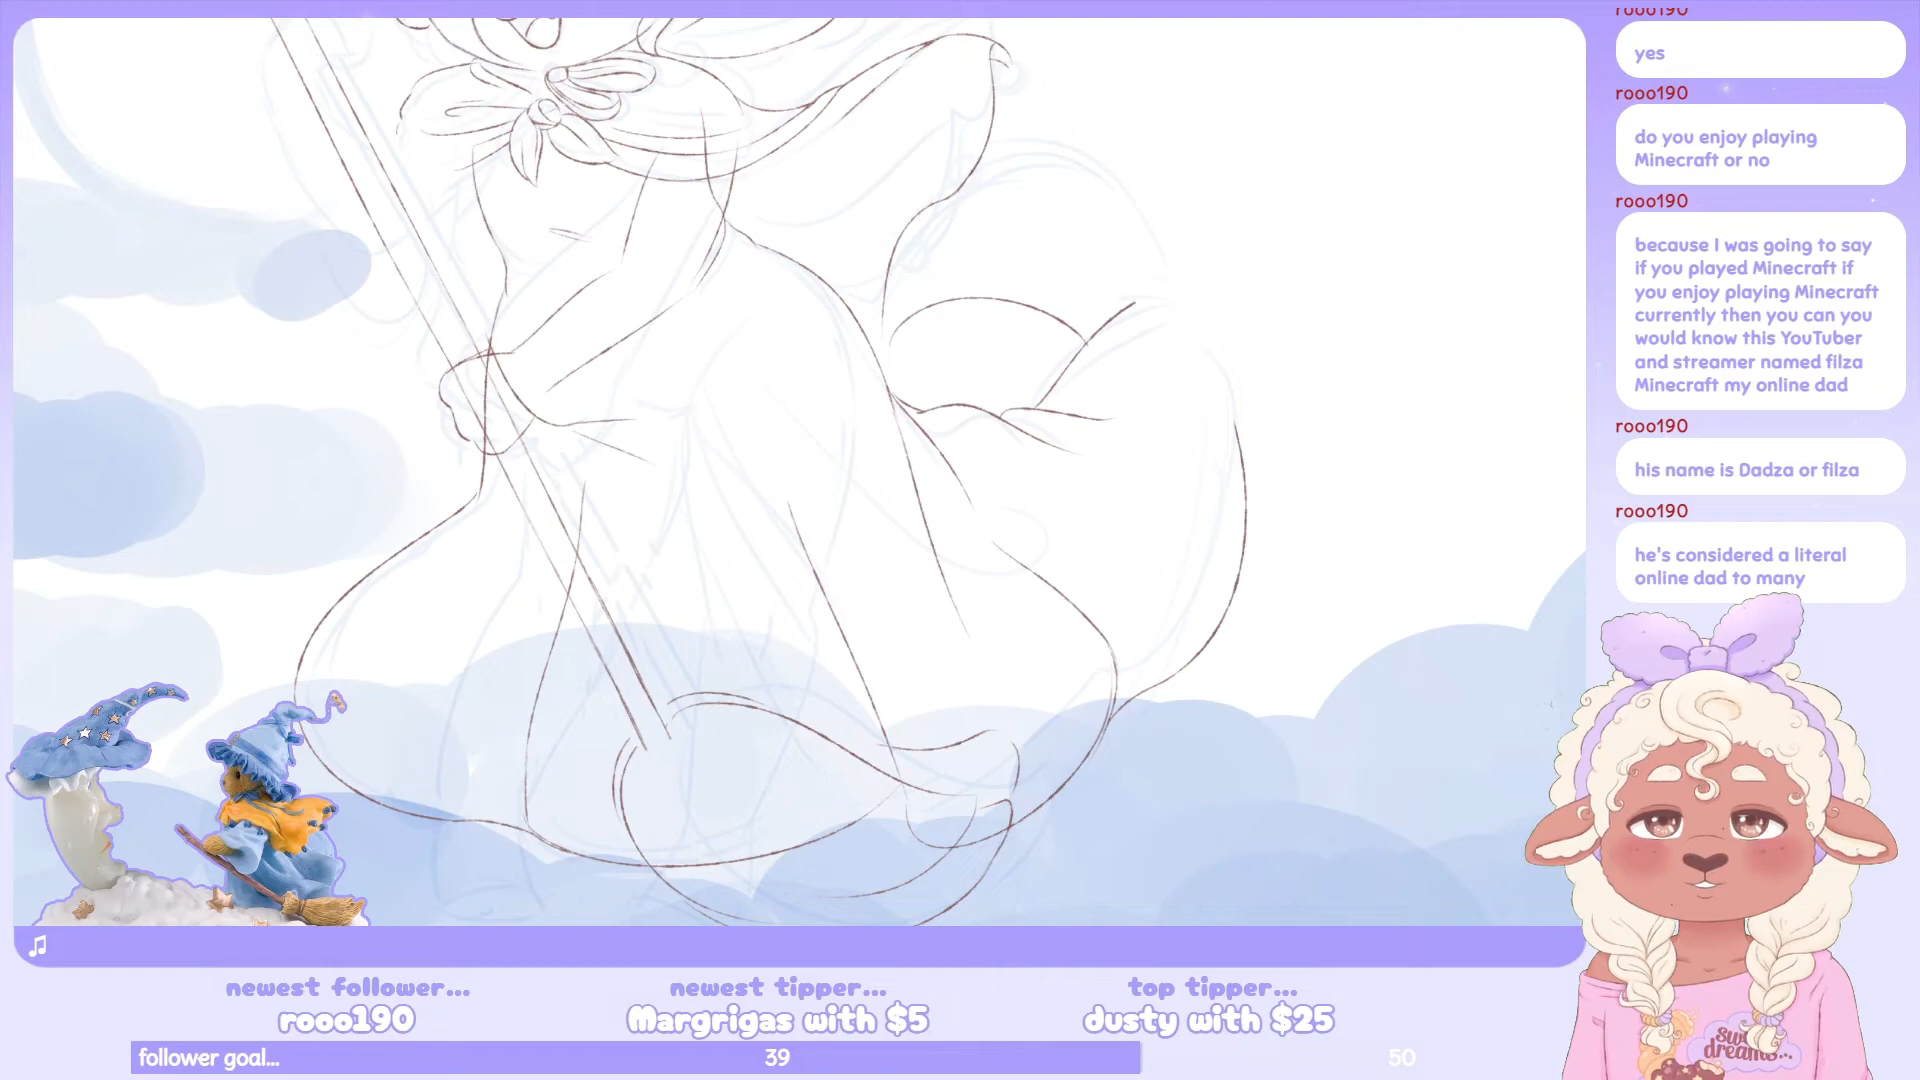 rooo190
yes
rooo190
do you enjoy playing
Minecraft or no
rooo190
because I was going to say
if you played Minecraft if
you enjoy playing Minecraft
currently then you can you
would know this YouTuber
and streamer named filza
Minecraft my online dad
rooo190
his name is Dadza or filza
rooo190
he's considered a literal
online dad to many
sweet
dreams...
newest follower...
rooo190
newest tipper...
Margrigas with $5
top tipper...
dusty with $25
follower goal...
39
50